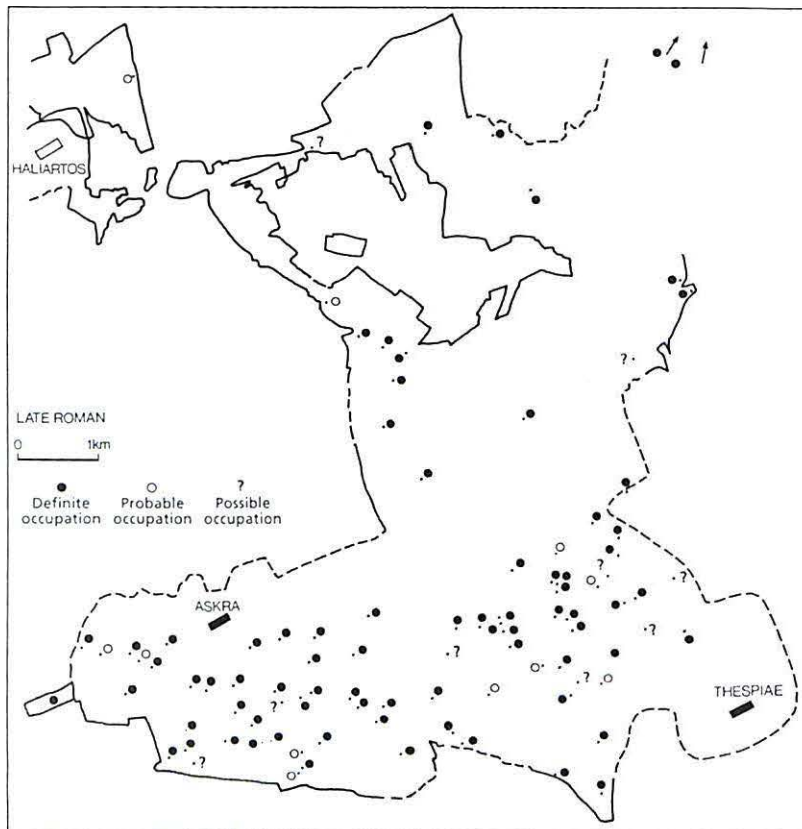 HALIARTOS
LATE ROMAN
0 1km
? 
Definite occupation
Probable occupation
Possible occupation
ASKRA
THESPIAE
?
?
?
?
?
?
?
?
?